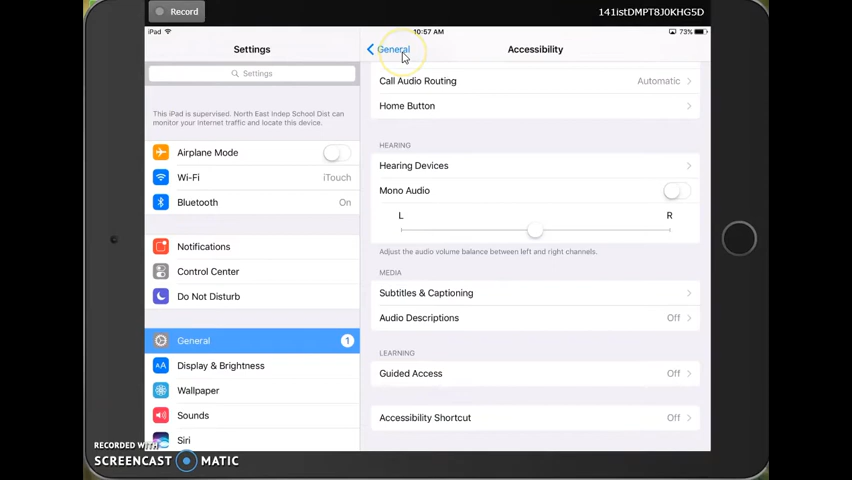 Record
141istDMPT8J0KHG5D
iPad
10:57 AM
73%
Settings
General
Accessibility
Settings
This iPad is supervised. North East Indep School Dist can
monitor your Internet traffic and locate this device.
Airplane Mode
Wi-Fi
iTouch
Bluetooth
On
Notifications
Control Center
Do Not Disturb
General
1
AA
Display & Brightness
Wallpaper
Sounds
Siri
Call Audio Routing
Automatic
Home Button
HEARING
Hearing Devices
Mono Audio
L
R
Adjust the audio volume balance between left and right channels.
MEDIA
Subtitles & Captioning
Audio Descriptions
Off
LEARNING
Guided Access
Off
Accessibility Shortcut
Off
RECORDED WITH
SCREENCAST MATIC